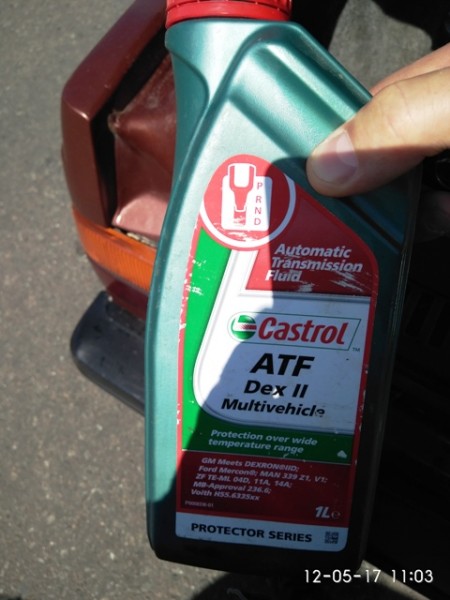 P
R
N
D
Automatic
Transmission
Fluid
Castrol
ATF
Dex II
Multivehicle
Protection over wide
temperature range
GM Meets DEXRON®IID;
Ford Mercon®; MAN 339 Z1, V1;
ZF TE-ML 04D, 11A, 14A;
MB-Approval 236.6;
Voith H55.6335xx
1L
PROTECTOR SERIES
12-05-17 11:03